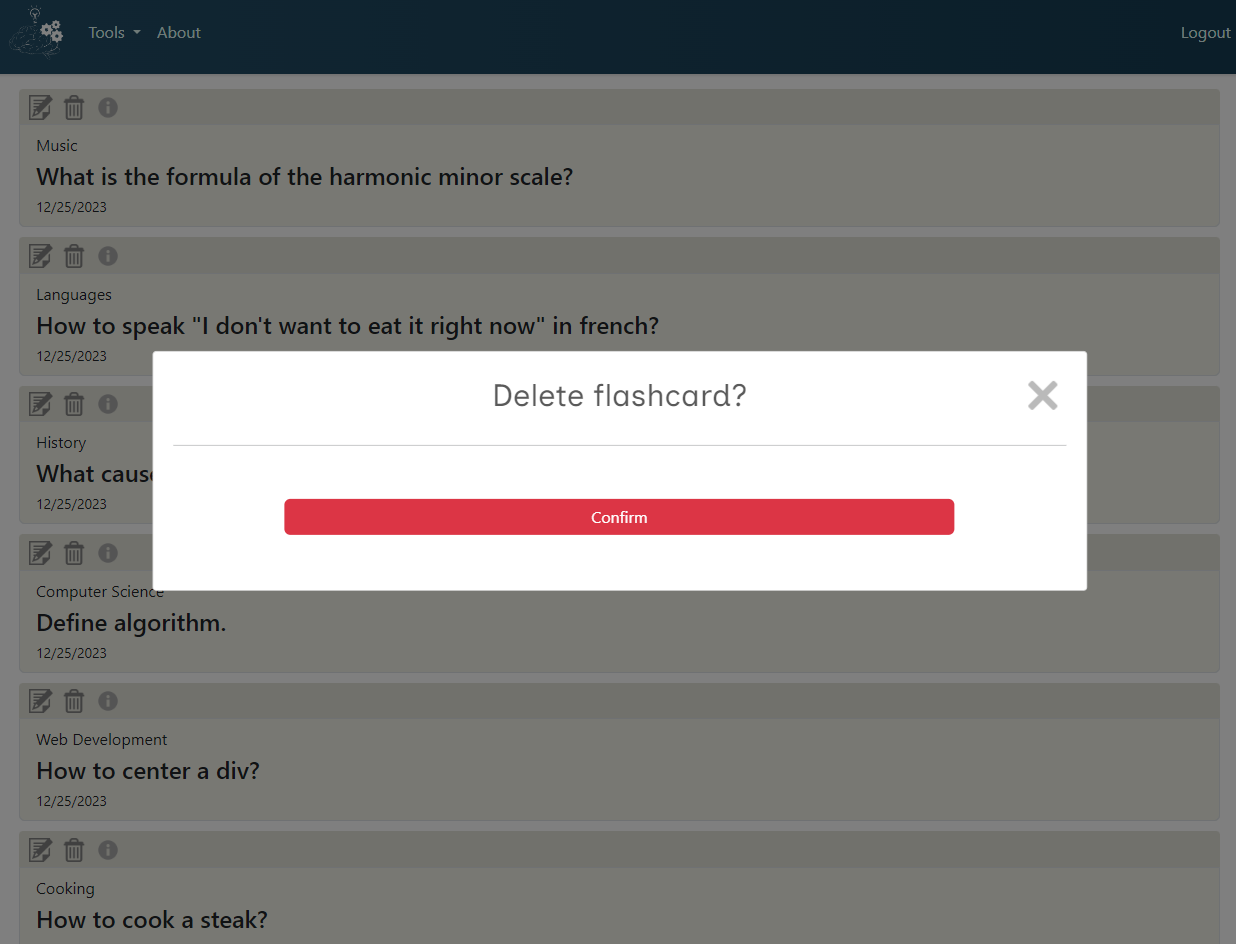 Tools
About
Logout
Music
What is the formula of the harmonic minor scale?
12/25/2023
Languages
How to speak "I don't want to eat it right now" in french?
12/25/2023
Delete flashcard?
History
What cause
12/25/2023
Confirm
Computer Science
Define algorithm.
12/25/2023
Web Development
How to center a div?
12/25/2023
Cooking
How to cook a steak?